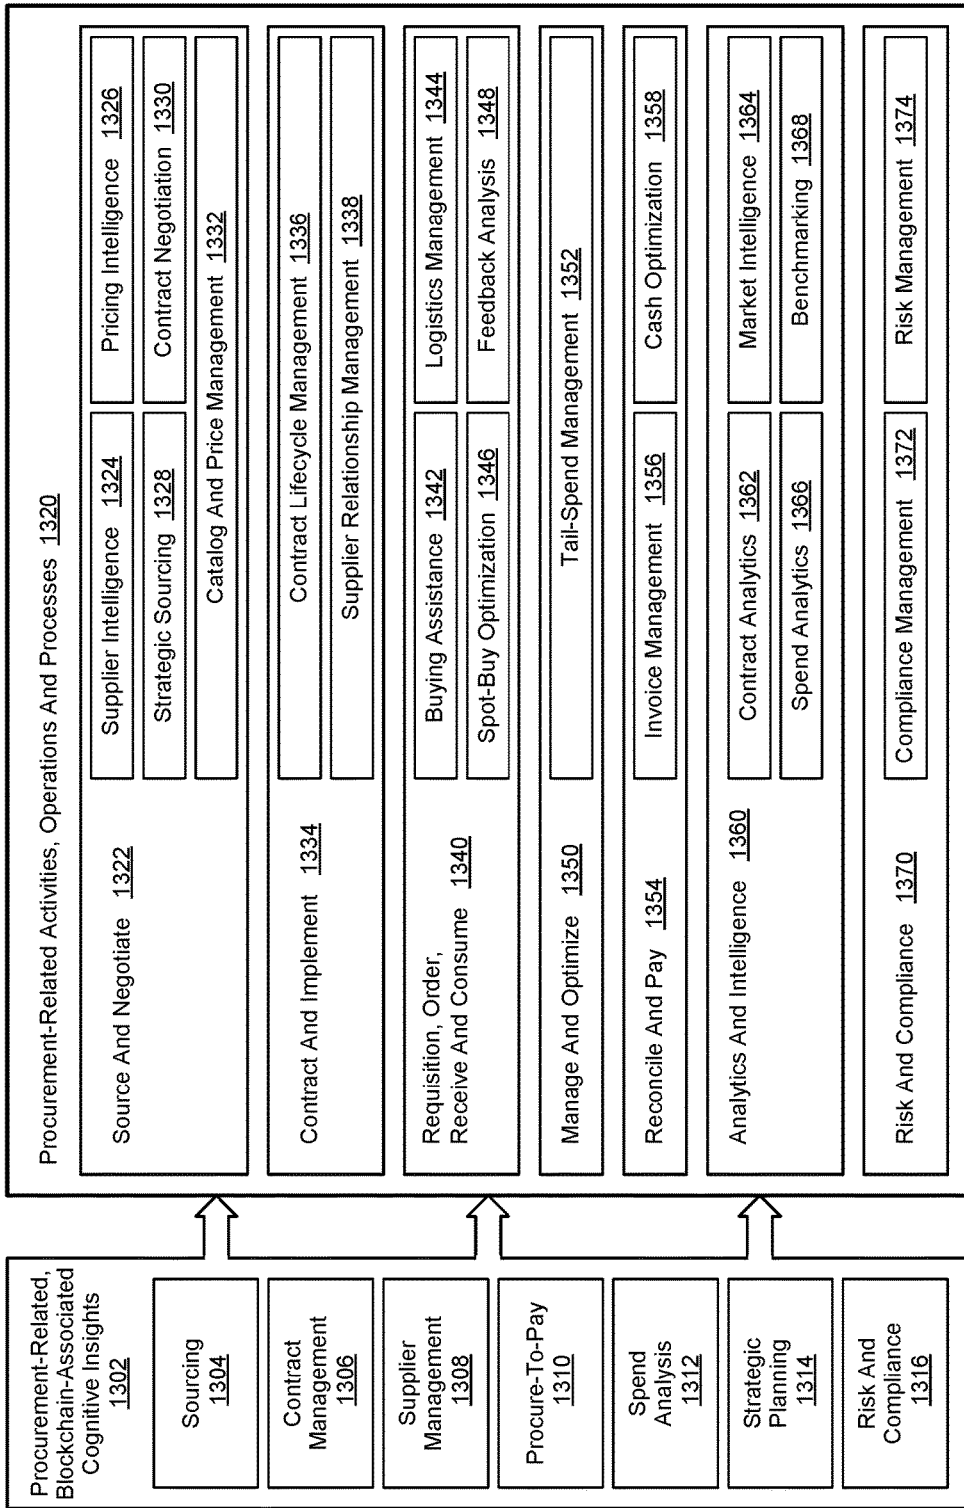 Procurement-Related,
Blockchain-Associated
Cognitive Insights
1302
Sourcing
1304
Contract
Management
1306
Supplier
Management
1308
Procure-To-Pay
1310
Spend
Analysis
1312
Strategic
Planning
1314
Risk And
Compliance
1316
Procurement-Related Activities, Operations And Processes 1320
Source And Negotiate 1322
Supplier Intelligence 1324
Pricing Intelligence 1326
Strategic Sourcing 1328
Contract Negotiation 1330
Catalog And Price Management 1332
Contract And Implement 1334
Contract Lifecycle Management 1336
Supplier Relationship Management 1338
Requisition, Order,
Receive And Consume 1340
Buying Assistance 1342
Logistics Management 1344
Spot-Buy Optimization 1346
Feedback Analysis 1348
Manage And Optimize 1350
Tail-Spend Management 1352
Reconcile And Pay 1354
Invoice Management 1356
Cash Optimization 1358
Analytics And Intelligence 1360
Contract Analytics 1362
Market Intelligence 1364
Spend Analytics 1366
Benchmarking 1368
Risk And Compliance 1370
Compliance Management 1372
Risk Management 1374